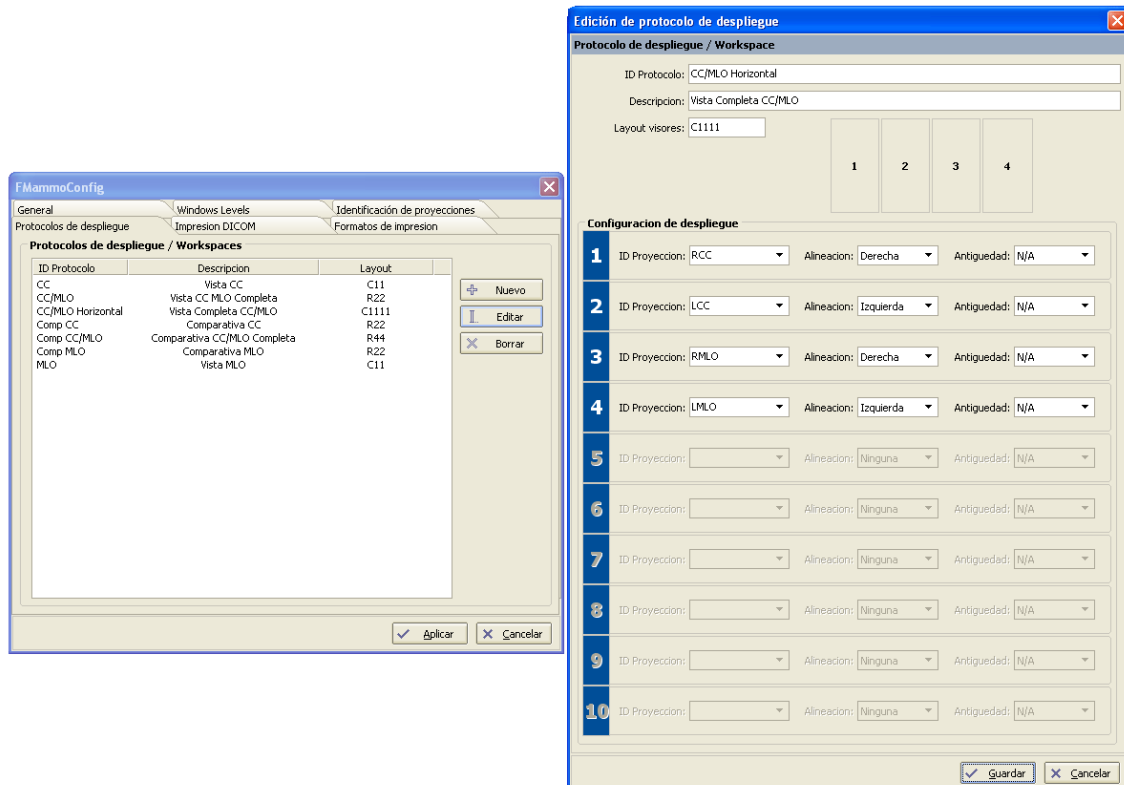 FMammoConfig
General Windows Levels Identificación de proyecciones
Protocolos de despliegue Impresion DICOM Formatos de impresion
Protocolos de despliegue / Workspaces
ID Protocolo Descripcion Layout
CC Vista CC C11
CC/MLO Vista CC MLO Completa R22
CC/MLO Horizontal Vista Completa CC/MLO C1111
Comp CC Comparativa CC R22
Comp CC/MLO Comparativa CC/MLO Completa R44
Comp MLO Comparativa MLO R22
MLO Vista MLO C11
Nuevo
Editar
Borrar
Aplicar Cancelar
Edición de protocolo de despliegue
Protocolo de despliegue / Workspace
ID Protocolo: CC/MLO Horizontal
Descripcion: Vista Completa CC/MLO
Layout visores: C1111
1 2 3 4
Configuracion de despliegue
1 ID Proyeccion: RCC Alineacion: Derecha Antiguedad: N/A
2 ID Proyeccion: LCC Alineacion: Izquierda Antiguedad: N/A
3 ID Proyeccion: RMLO Alineacion: Derecha Antiguedad: N/A
4 ID Proyeccion: LMLO Alineacion: Izquierda Antiguedad: N/A
5 ID Proyeccion: Alineacion: Ninguna Antiguedad: N/A
6 ID Proyeccion: Alineacion: Ninguna Antiguedad: N/A
7 ID Proyeccion: Alineacion: Ninguna Antiguedad: N/A
8 ID Proyeccion: Alineacion: Ninguna Antiguedad: N/A
9 ID Proyeccion: Alineacion: Ninguna Antiguedad: N/A
10 ID Proyeccion: Alineacion: Ninguna Antiguedad: N/A
Guardar Cancelar